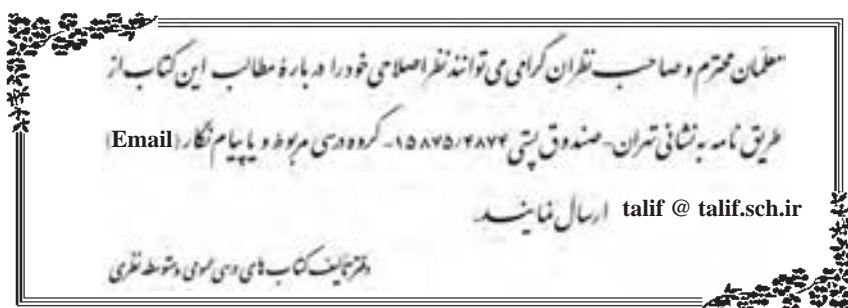 معلمان محترم و صاحب نظران گرامی می توانند نظر اصلاحی خود را دربارهٔ مطالب این کتاب از
طریق نامه به نشانی تهران - صندوق پستی ۱۵۸۷۵/۴۸۷۴ - گروه درسی مربوط و یا پیام نگار (Email)
talif @ talif.sch.ir ارسال نمایند
دفتر تألیف کتاب های درسی عمومی و متوسطه نظری